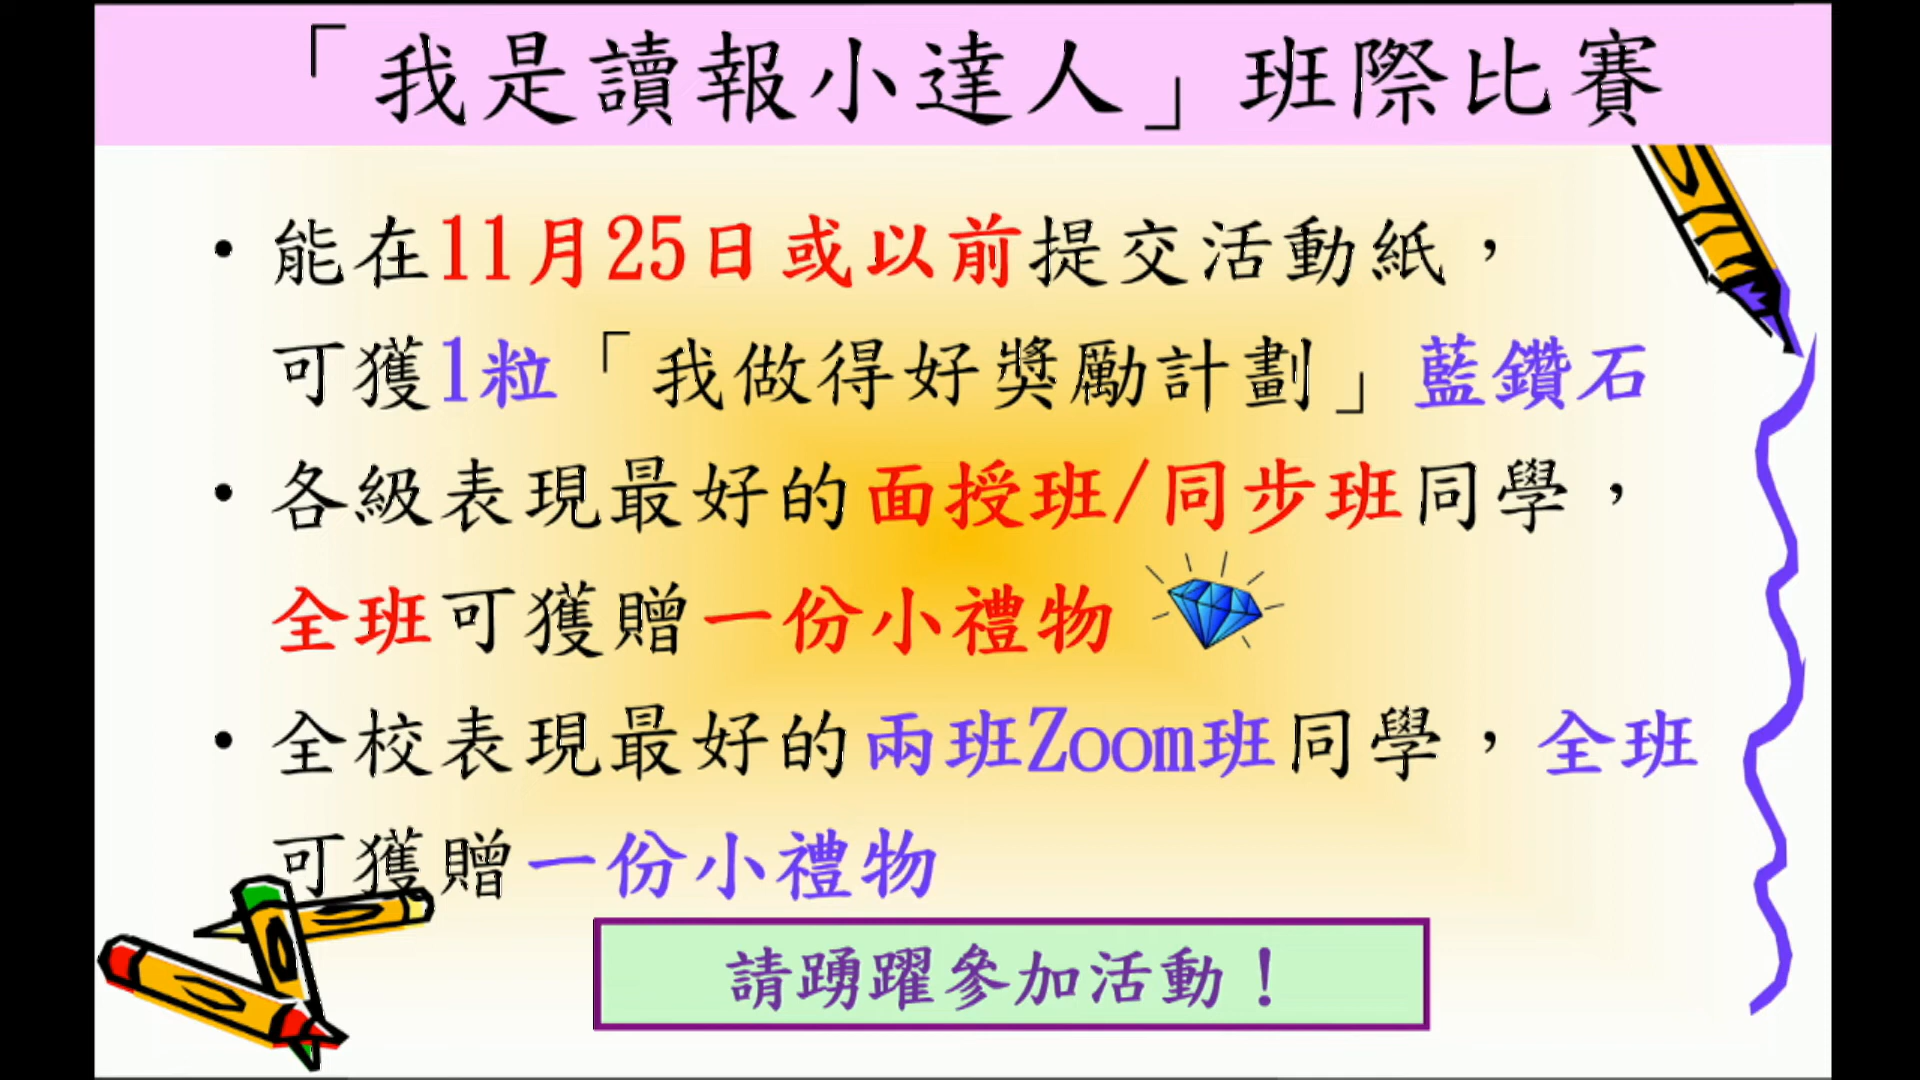 「我是讀報小達人」班際比賽
• 能在11月25日或以前提交活動紙，
可獲1粒「我做得好獎勵計劃」藍鑽石
• 各級表現最好的面授班/同步班同學，
全班可獲贈一份小禮物
• 全校表現最好的兩班Zoom班同學，全班
可獲贈一份小禮物
請踴躍參加活動！